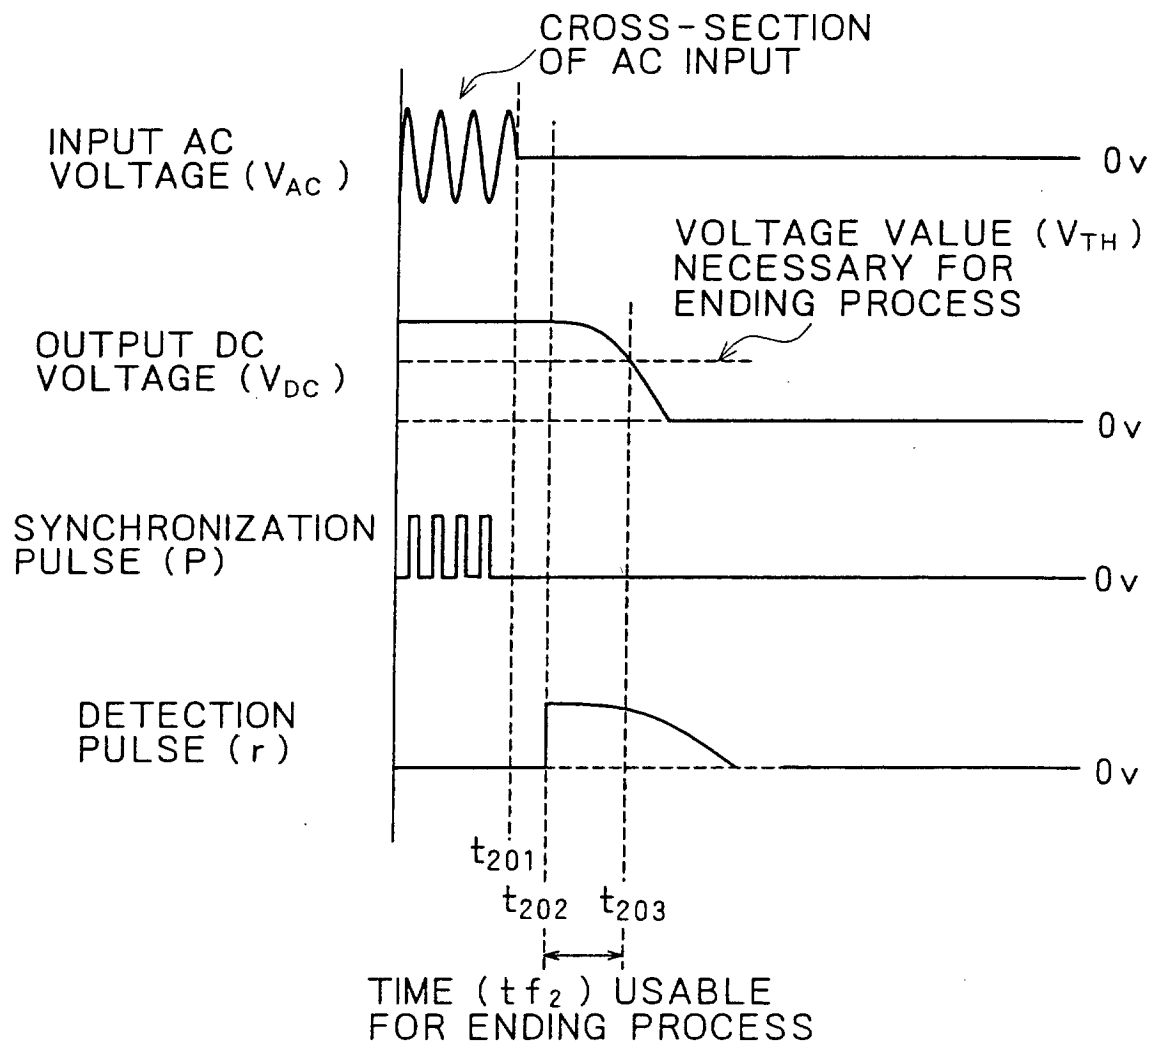 CROSS-SECTION
OF AC INPUT
INPUT AC
VOLTAGE (VAC)
0v
VOLTAGE VALUE (VTH)
NECESSARY FOR
ENDING PROCESS
OUTPUT DC
VOLTAGE (VDC)
0v
SYNCHRONIZATION
PULSE (P)
0v
DETECTION
PULSE (r)
0v
t201
t202
t203
TIME (tf2) USABLE
FOR ENDING PROCESS